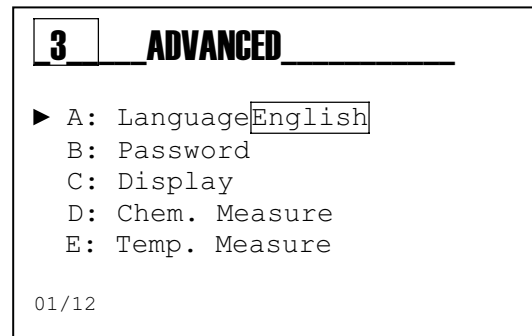 3 ADVANCED
► A: Language English
B: Password
C: Display
D: Chem. Measure
E: Temp. Measure
01/12